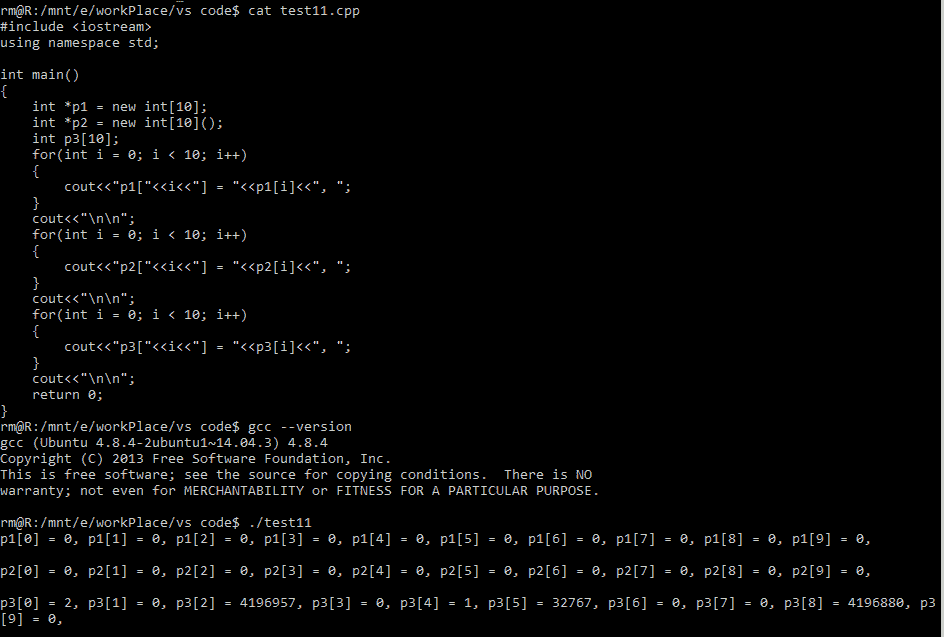 rm@R:/mnt/e/workPlace/vs code$ cat test11.cpp
#include <iostream>
using namespace std;

int main()
{
    int *p1 = new int[10];
    int *p2 = new int[10]();
    int p3[10];
    for(int i = 0; i < 10; i++)
    {
        cout<<"p1["<<i<<"] = "<<p1[i]<<", ";
    }
    cout<<"\n\n";
    for(int i = 0; i < 10; i++)
    {
        cout<<"p2["<<i<<"] = "<<p2[i]<<", ";
    }
    cout<<"\n\n";
    for(int i = 0; i < 10; i++)
    {
        cout<<"p3["<<i<<"] = "<<p3[i]<<", ";
    }
    cout<<"\n\n";
    return 0;
}
rm@R:/mnt/e/workPlace/vs code$ gcc --version
gcc (Ubuntu 4.8.4-2ubuntu1~14.04.3) 4.8.4
Copyright (C) 2013 Free Software Foundation, Inc.
This is free software; see the source for copying conditions.  There is NO
warranty; not even for MERCHANTABILITY or FITNESS FOR A PARTICULAR PURPOSE.

rm@R:/mnt/e/workPlace/vs code$ ./test11
p1[0] = 0, p1[1] = 0, p1[2] = 0, p1[3] = 0, p1[4] = 0, p1[5] = 0, p1[6] = 0, p1[7] = 0, p1[8] = 0, p1[9] = 0,

p2[0] = 0, p2[1] = 0, p2[2] = 0, p2[3] = 0, p2[4] = 0, p2[5] = 0, p2[6] = 0, p2[7] = 0, p2[8] = 0, p2[9] = 0,

p3[0] = 2, p3[1] = 0, p3[2] = 4196957, p3[3] = 0, p3[4] = 1, p3[5] = 32767, p3[6] = 0, p3[7] = 0, p3[8] = 4196880, p3
[9] = 0,